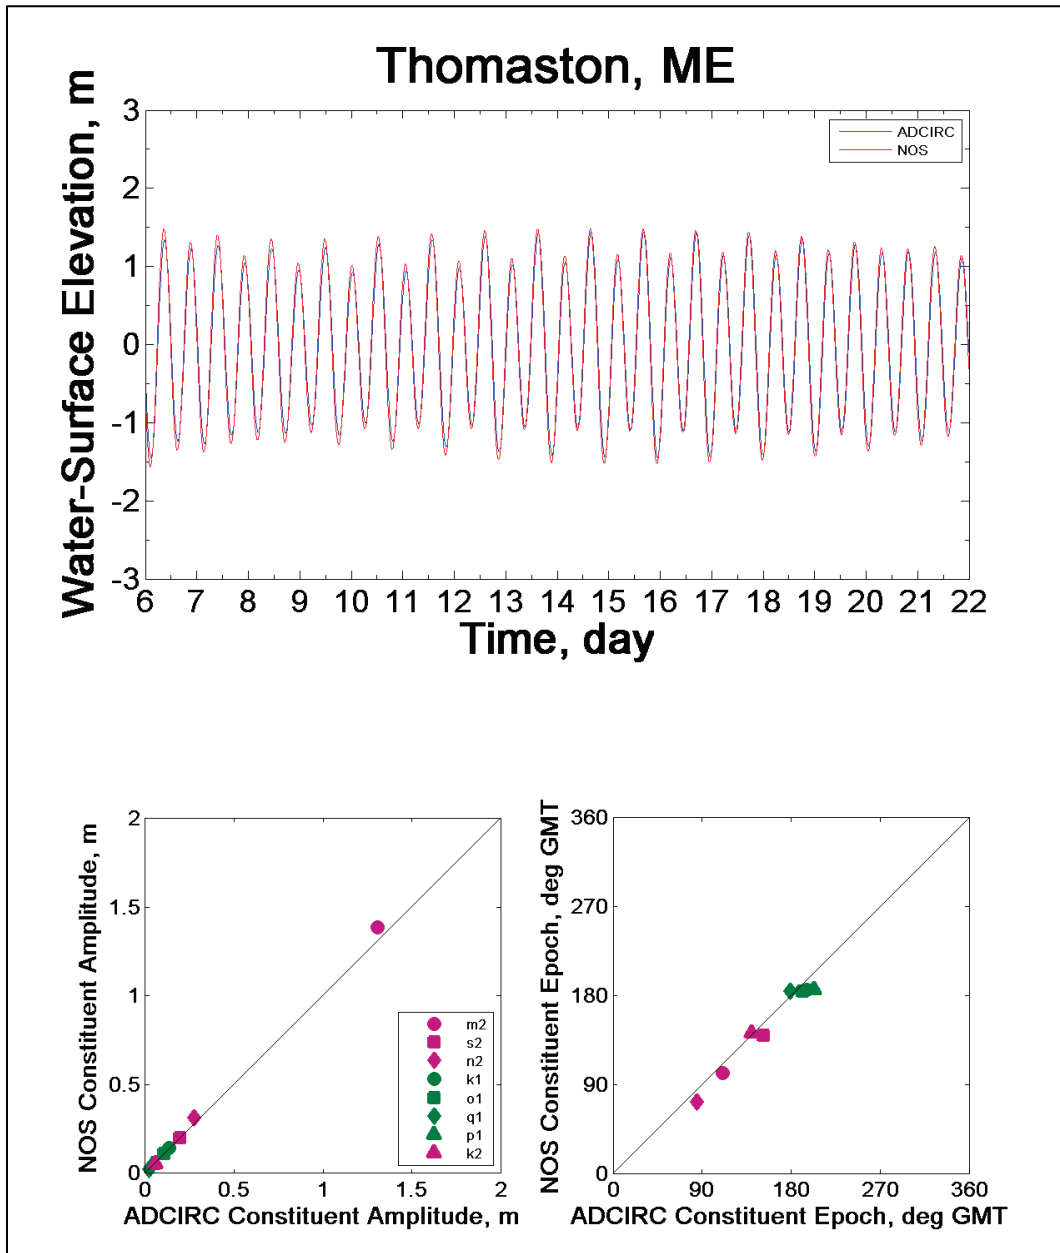 Thomaston, ME
Water-Surface Elevation, m
3
2
1
0
-1
-2
-3
ADCIRC
NOS
6 7 8 9 10 11 12 13 14 15 16 17 18 19 20 21 22
Time, day
NOS Constituent Amplitude, m
2
1.5
1
0.5
0
m2
s2
n2
k1
o1
q1
p1
k2
0 0.5 1 1.5 2
ADCIRC Constituent Amplitude, m
NOS Constituent Epoch, deg GMT
360
270
180
90
0
0 90 180 270 360
ADCIRC Constituent Epoch, deg GMT